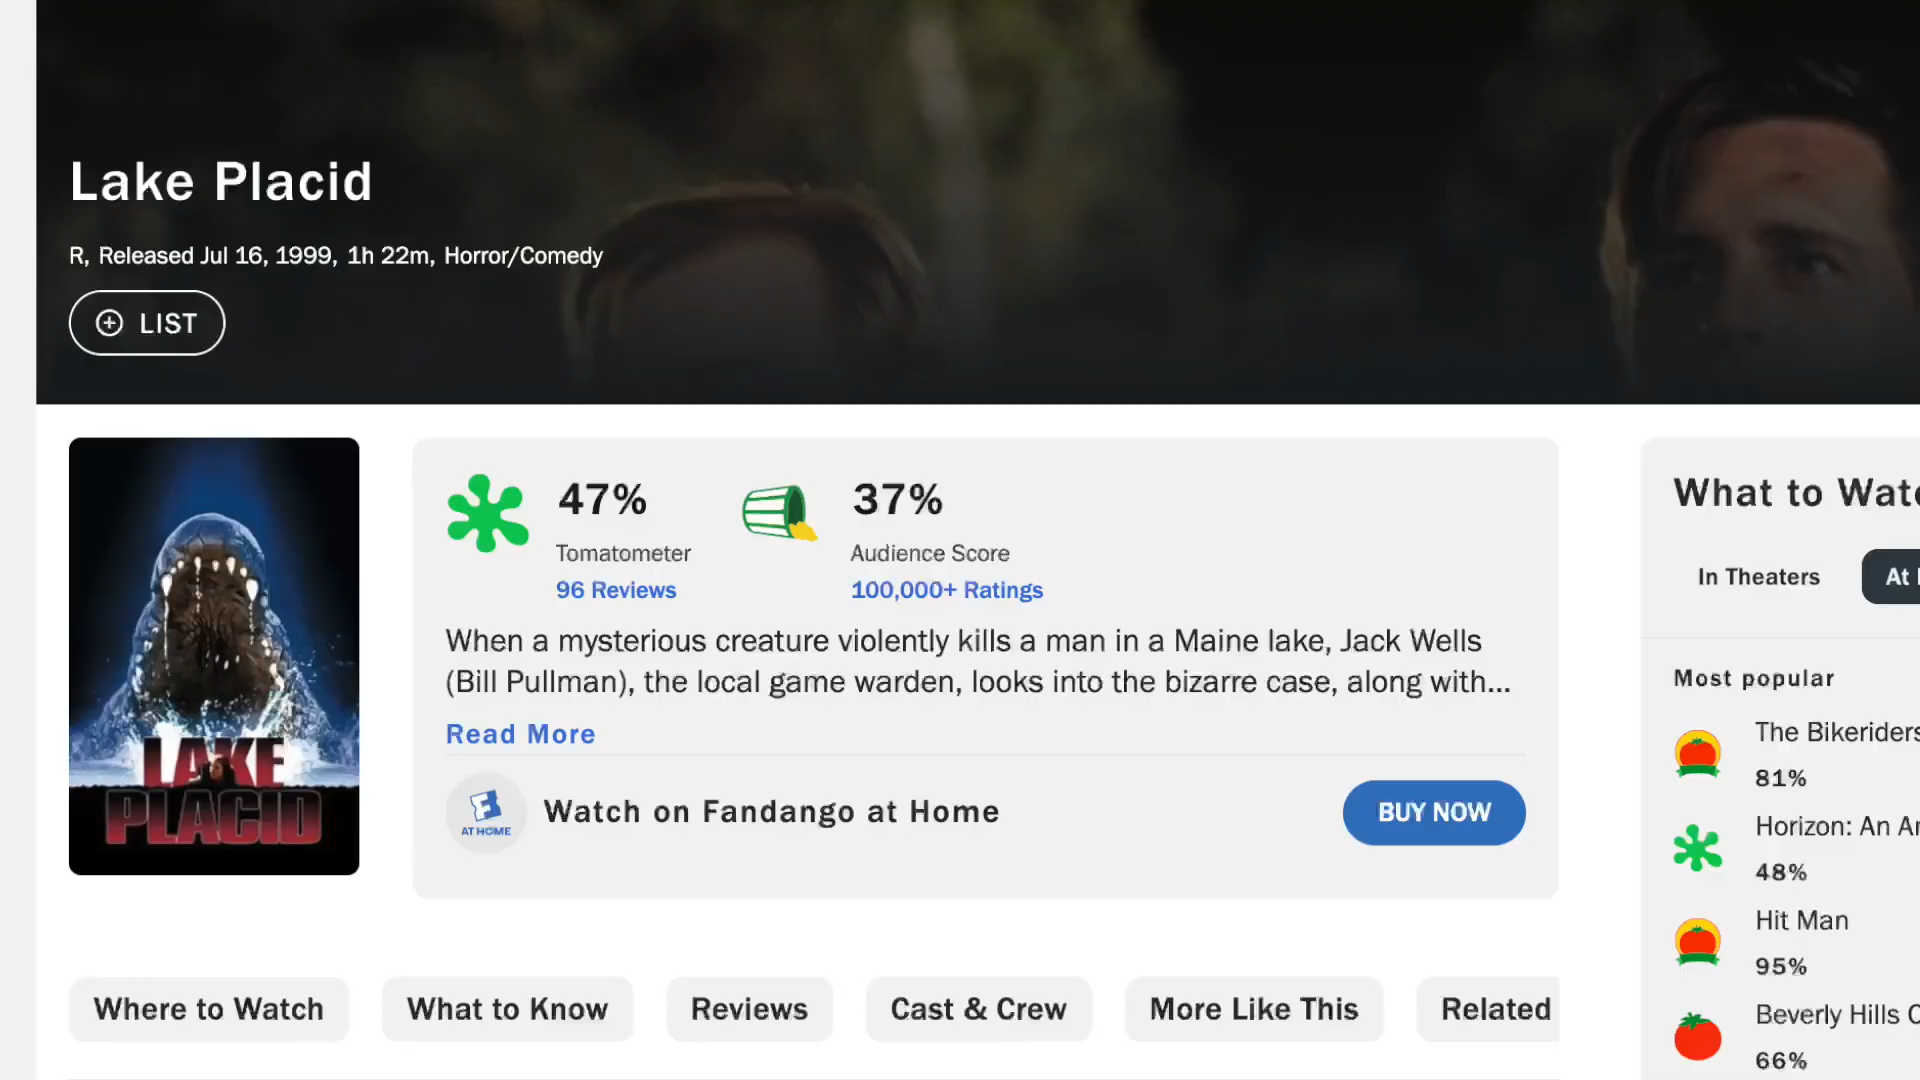 Lake Placid
R, Released Jul 16, 1999, 1h 22m, Horror/Comedy
LIST
LAKE
PLACID
47%
Tomatometer
96 Reviews
37%
Audience Score
100,000+ Ratings
When a mysterious creature violently kills a man in a Maine lake, Jack Wells
(Bill Pullman), the local game warden, looks into the bizarre case, along with...
Read More
AT HOME
Watch on Fandango at Home
BUY NOW
Where to Watch
What to Know
Reviews
Cast & Crew
More Like This
Related
What to
In Theaters
At
Most popular
The Bikeriders
81%
Horizon: An
48%
Hit Man
95%
Beverly Hills
66%